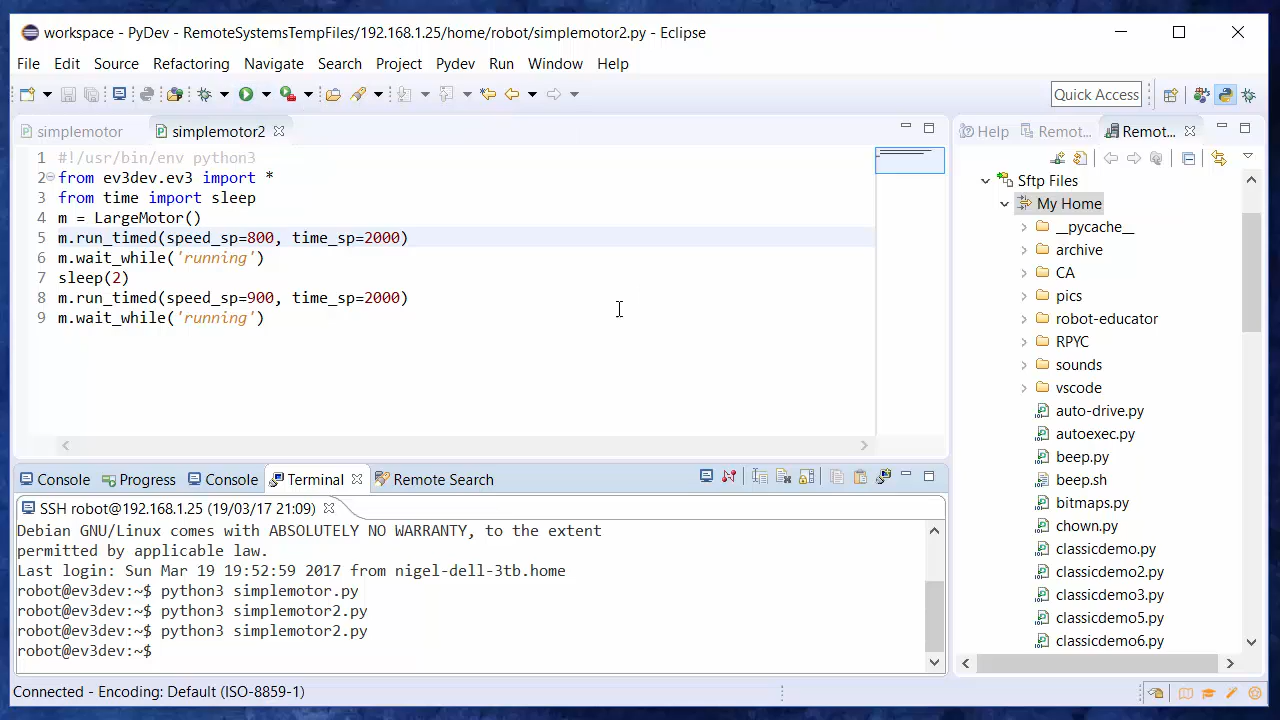 workspace - PyDev - RemoteSystemsTempFiles/192.168.1.25/home/robot/simplemotor2.py - Eclipse
File Edit Source Refactoring Navigate Search Project Pydev Run Window Help
Quick Access
simplemotor simplemotor2
1 #!/usr/bin/env python3
2 from ev3dev.ev3 import *
3 from time import sleep
4 m = LargeMotor()
5 m.run_timed(speed_sp=800, time_sp=2000)
6 m.wait_while('running')
7 sleep(2)
8 m.run_timed(speed_sp=900, time_sp=2000)
9 m.wait_while('running')
Help Remot... Remot...
Sftp Files
My Home
__pycache__
archive
CA
pics
robot-educator
RPYC
sounds
vscode
auto-drive.py
autoexec.py
beep.py
beep.sh
bitmaps.py
chown.py
classicdemo.py
classicdemo2.py
classicdemo3.py
classicdemo5.py
classicdemo6.py
Console Progress Console Terminal Remote Search
SSH robot@192.168.1.25 (19/03/17 21:09)
Debian GNU/Linux comes with ABSOLUTELY NO WARRANTY, to the extent
permitted by applicable law.
Last login: Sun Mar 19 19:52:59 2017 from nigel-dell-3tb.home
robot@ev3dev:~$ python3 simplemotor.py
robot@ev3dev:~$ python3 simplemotor2.py
robot@ev3dev:~$ python3 simplemotor2.py
robot@ev3dev:~$
Connected - Encoding: Default (ISO-8859-1)